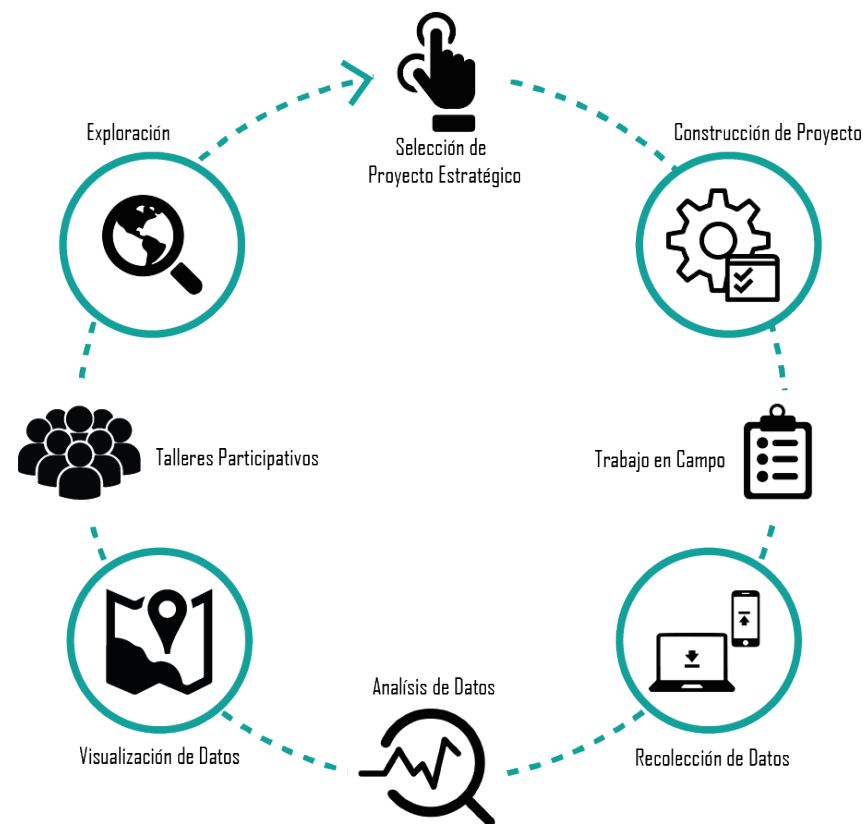 Exploración
Selección de
Proyecto Estratégico
Construcción de Proyecto
Talleres Participativos
Trabajo en Campo
Analísis de Datos
Visualización de Datos
Recolección de Datos